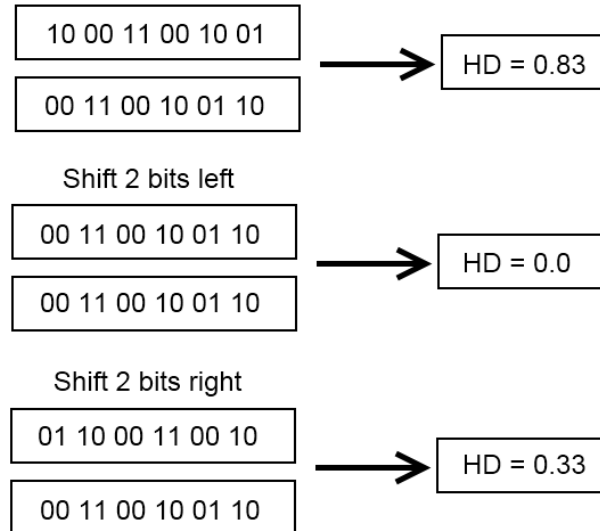 10 00 11 00 10 01
HD = 0.83
00 11 00 10 01 10
Shift 2 bits left
00 11 00 10 01 10
HD = 0.0
00 11 00 10 01 10
Shift 2 bits right
01 10 00 11 00 10
HD = 0.33
00 11 00 10 01 10